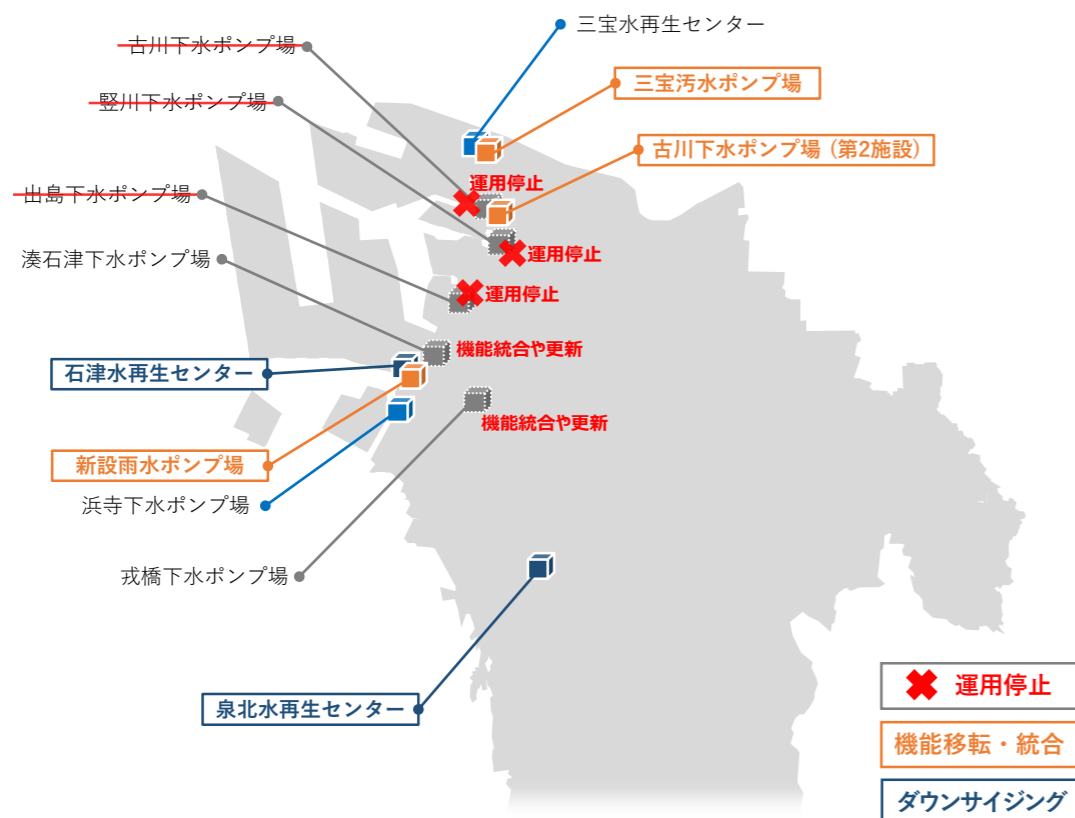 三宝水再生センター
古川下水ポンプ場
三宝汚水ポンプ場
竪川下水ポンプ場
古川下水ポンプ場（第2施設）
運用停止
出島下水ポンプ場
運用停止
湊石津下水ポンプ場
運用停止
機能統合や更新
石津水再生センター
機能統合や更新
新設雨水ポンプ場
浜寺下水ポンプ場
戎橋下水ポンプ場
泉北水再生センター
運用停止
機能移転・統合
ダウンサイジング